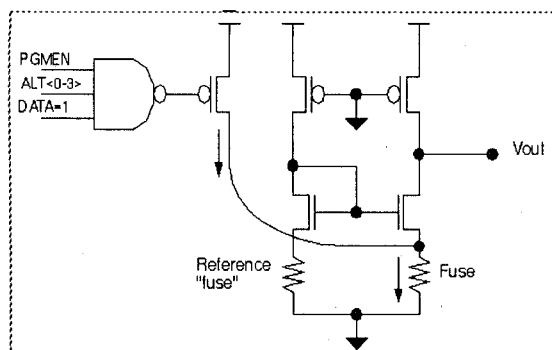 PGMEN
ALT<0-3>
DATA=1
Vout
Reference
"fuse"
Fuse